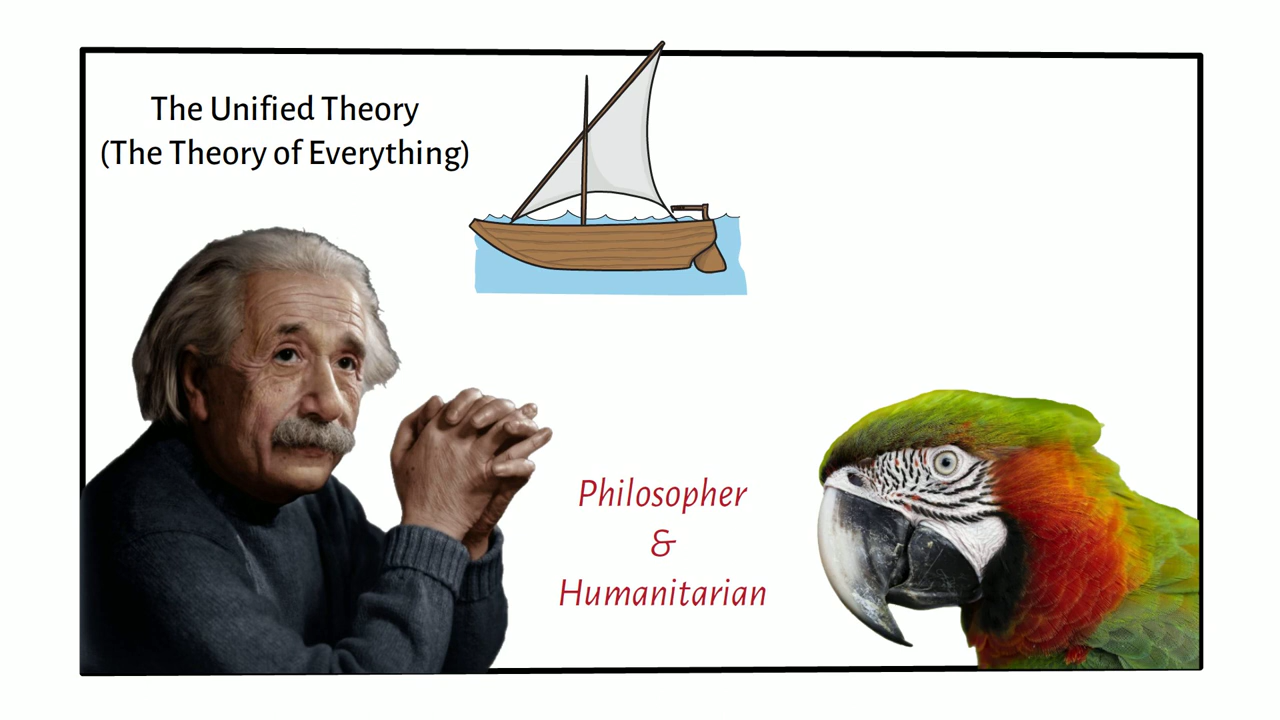 The Unified Theory
(The Theory of Everything)
Philosopher
&
Humanitarian